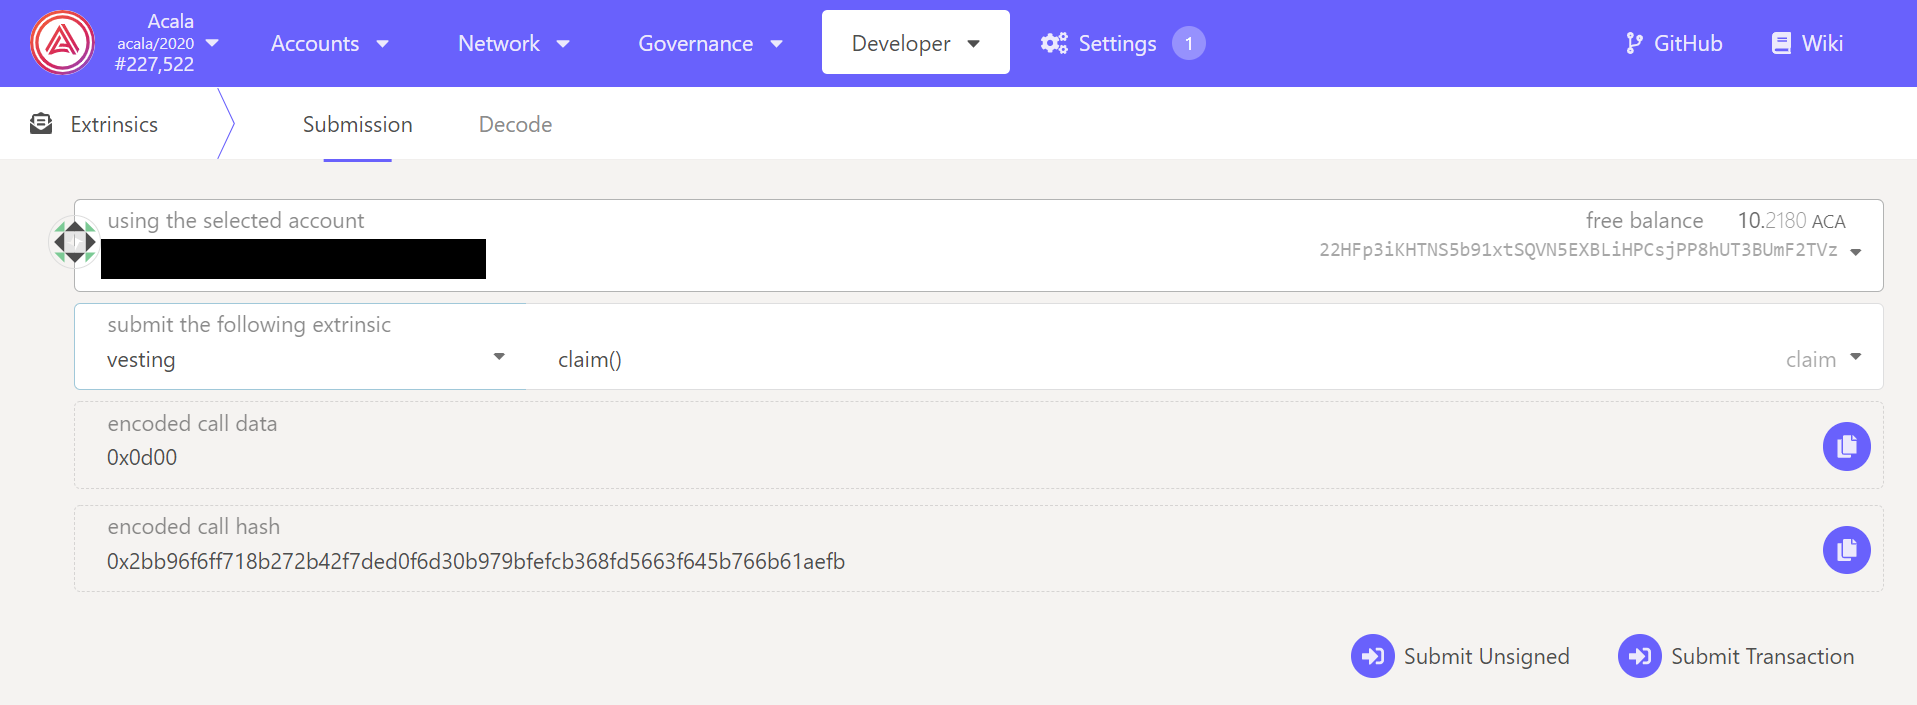 Acala
acala/2020
#227,522
Accounts
Network
Governance
Developer
Settings
1
GitHub
Wiki
Extrinsics
Submission
Decode
using the selected account
free balance 10.2180 ACA
22HFp3iKHTNS5b91xtSQVN5EXBLiHPCsjPP8hUT3BUmF2TVz
submit the following extrinsic
vesting
claim()
claim
encoded call data
0x0d00
encoded call hash
0x2bb96f6ff718b272b42f7ded0f6d30b979bfefcb368fd5663f645b766b61aefb
Submit Unsigned
Submit Transaction